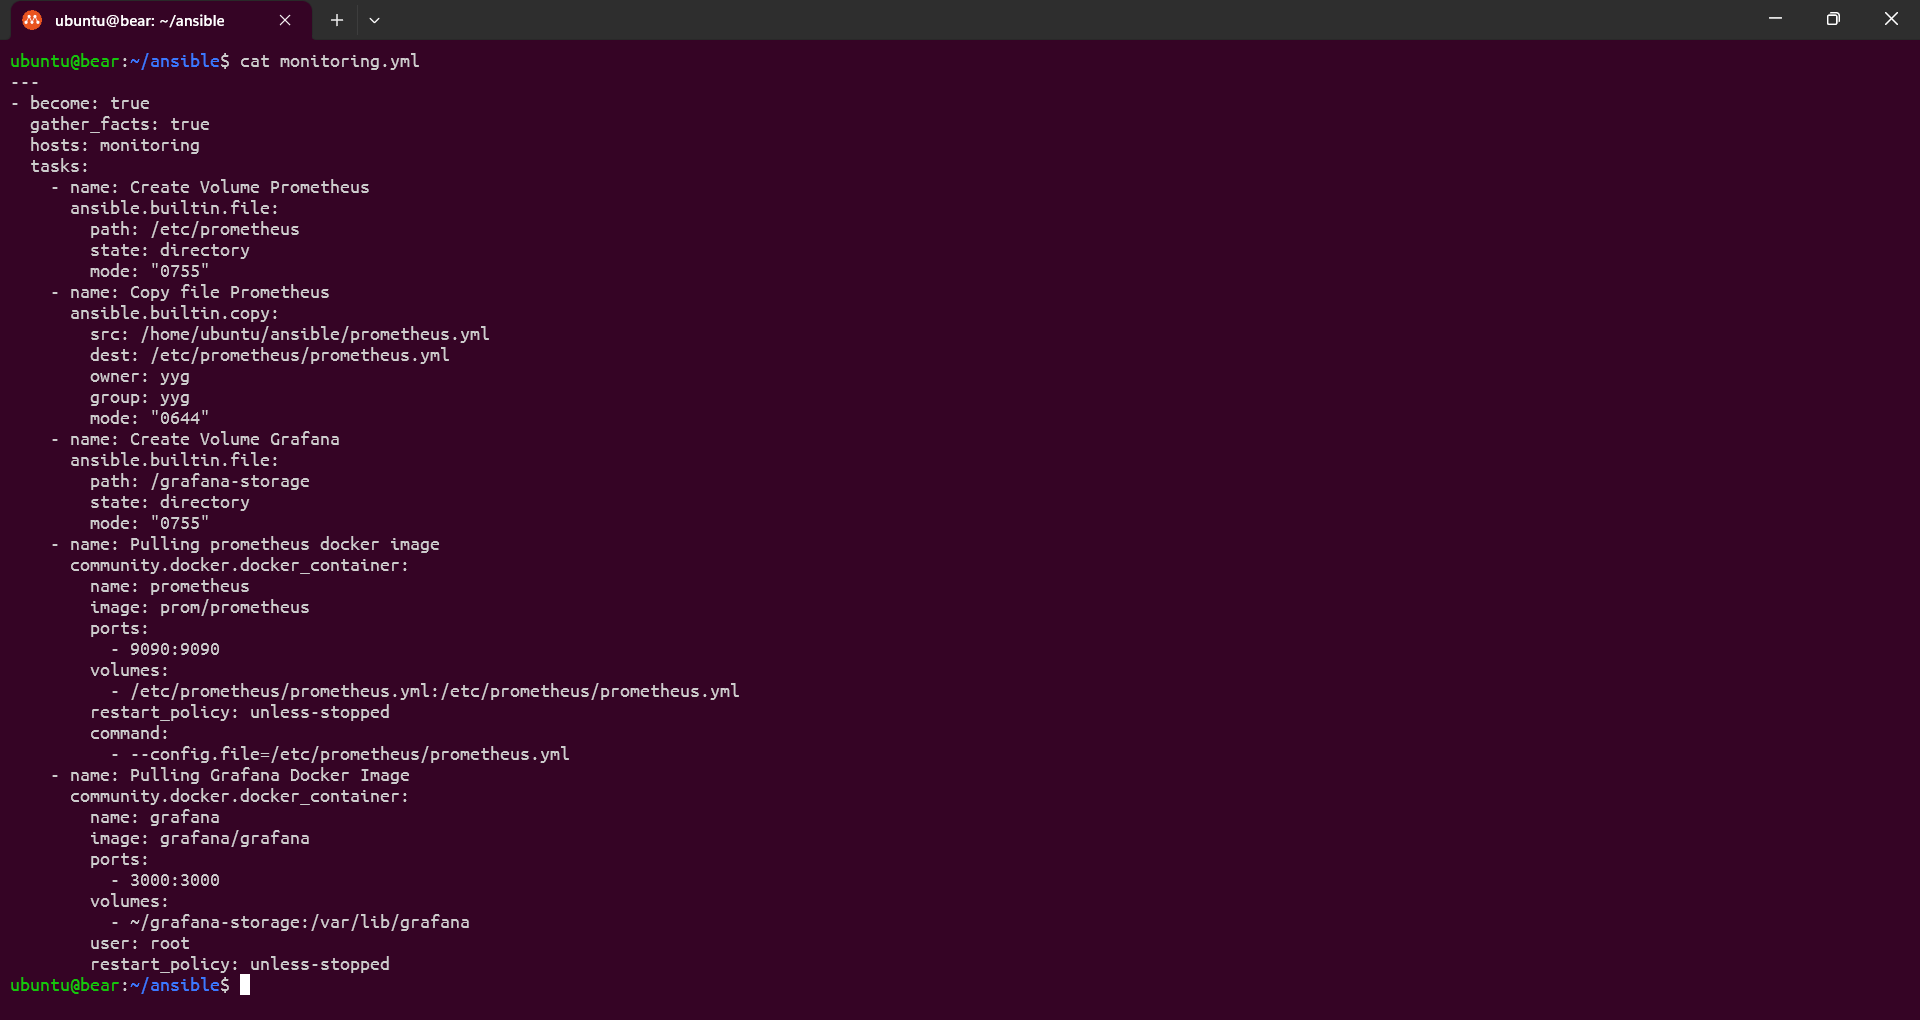 ubuntu@bear: ~/ansible
ubuntu@bear:~/ansible$ cat monitoring.yml
---
- become: true
  gather_facts: true
  hosts: monitoring
  tasks:
    - name: Create Volume Prometheus
      ansible.builtin.file:
        path: /etc/prometheus
        state: directory
        mode: "0755"
    - name: Copy file Prometheus
      ansible.builtin.copy:
        src: /home/ubuntu/ansible/prometheus.yml
        dest: /etc/prometheus/prometheus.yml
        owner: yyg
        group: yyg
        mode: "0644"
    - name: Create Volume Grafana
      ansible.builtin.file:
        path: /grafana-storage
        state: directory
        mode: "0755"
    - name: Pulling prometheus docker image
      community.docker.docker_container:
        name: prometheus
        image: prom/prometheus
        ports:
          - 9090:9090
        volumes:
          - /etc/prometheus/prometheus.yml:/etc/prometheus/prometheus.yml
        restart_policy: unless-stopped
        command:
          - --config.file=/etc/prometheus/prometheus.yml
    - name: Pulling Grafana Docker Image
      community.docker.docker_container:
        name: grafana
        image: grafana/grafana
        ports:
          - 3000:3000
        volumes:
          - ~/grafana-storage:/var/lib/grafana
        user: root
        restart_policy: unless-stopped
ubuntu@bear:~/ansible$